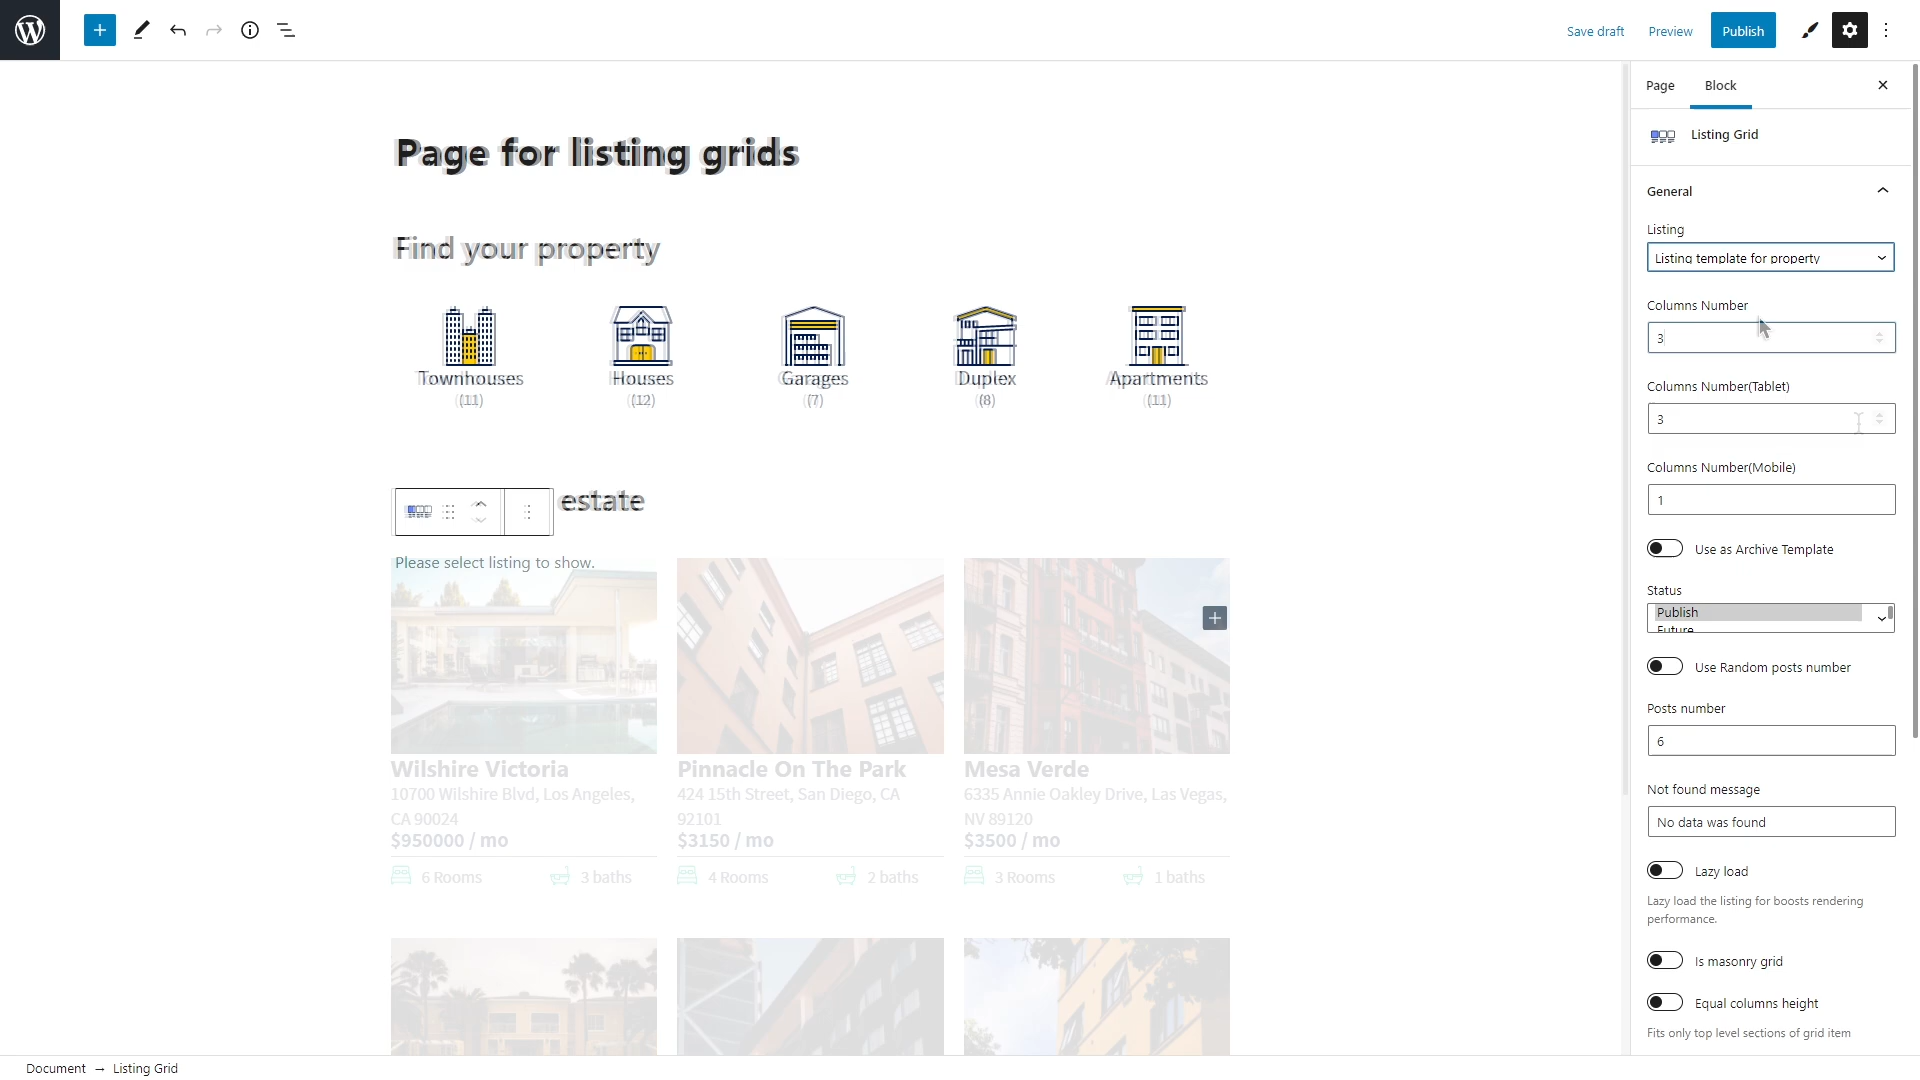 Save draft
Preview
Publish
Page
Block
Listing Grid
General
Listing
Listing template for property
Columns Number
3
Columns Number(Tablet)
3
Columns Number(Mobile)
1
Use as Archive Template
Status
Publish
Future
Use Random posts number
Posts number
6
Not found message
No data was found
Lazy load
Lazy load the listing for boosts rendering
performance.
Is masonry grid
Equal columns height
Fits only top level sections of grid item
Page for listing grids
Find your property
Townhouses
(11)
Houses
(12)
Garages
(7)
Duplex
(8)
Apartments
(11)
estate
Please select listing to show.
Wilshire Victoria
10700 Wilshire Blvd, Los Angeles,
CA 90024
$950000 / mo
6 Rooms
3 baths
Pinnacle On The Park
424 15th Street, San Diego, CA
92101
$3150 / mo
4 Rooms
2 baths
Mesa Verde
6335 Annie Oakley Drive, Las Vegas,
NV 89120
$3500 / mo
3 Rooms
1 baths
Document → Listing Grid